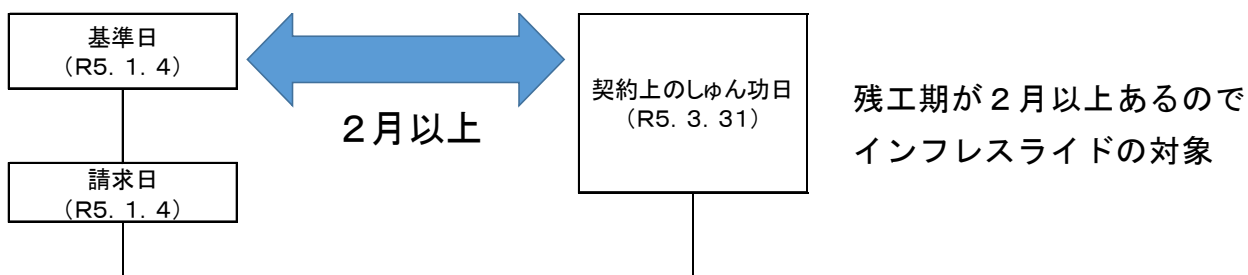 基準日
（R5．1．4）
２月以上
契約上のしゅん功日
（R5．3．31）
残工期が２月以上あるので
インフレスライドの対象
請求日
（R5．1．4）